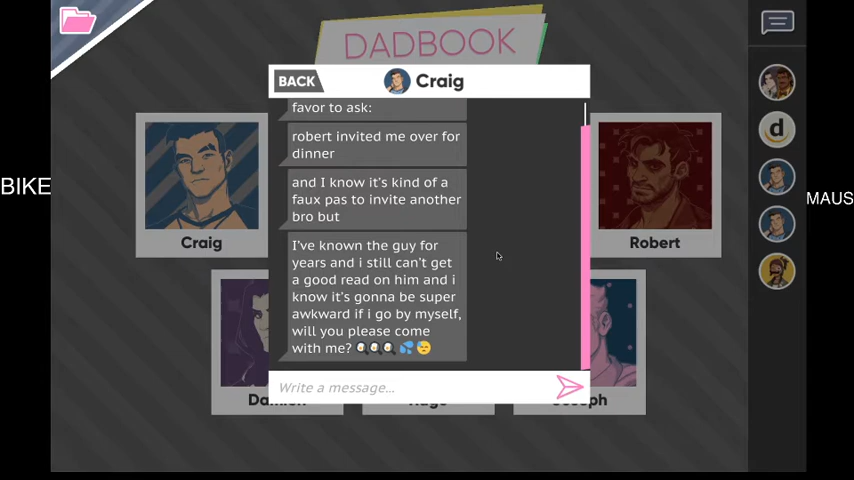 DADBOOK
BACK
Craig
favor to ask:
robert invited me over for
dinner
and I know it's kind of a
faux pas to invite another
bro but
I've known the guy for
years and i still can't get
a good read on him and i
know it's gonna be super
awkward if i go by myself,
will you please come
with me? 🍳🍳🍳 💦 😓
Write a message...
BIKE
MAUS
Craig
Robert
d